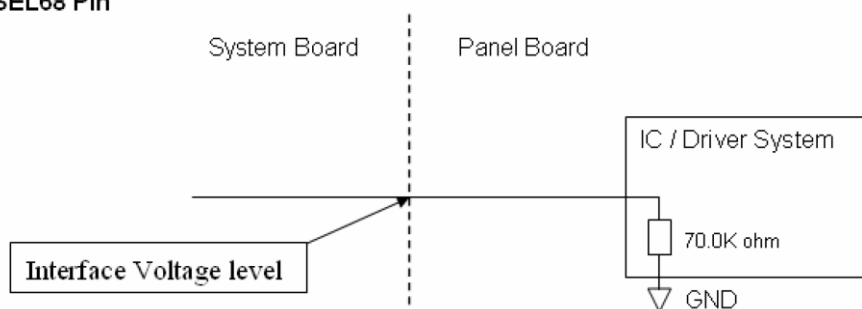 SEL68 Pin
System Board
Panel Board
IC / Driver System
70.0K ohm
Interface Voltage level
GND